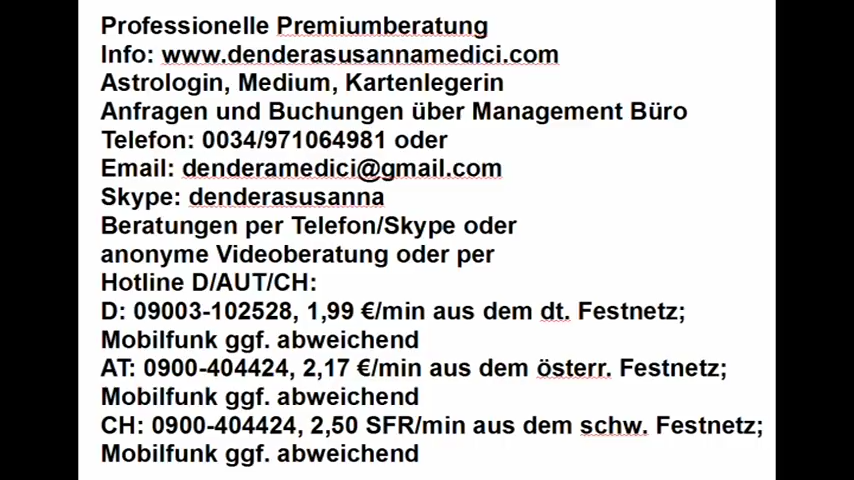 Professionelle Premiumberatung
Info: www.denderasusannamedici.com
Astrologin, Medium, Kartenlegerin
Anfragen und Buchungen über Management Büro
Telefon: 0034/971064981 oder
Email: denderamedici@gmail.com
Skype: denderasusanna
Beratungen per Telefon/Skype oder
anonyme Videoberatung oder per
Hotline D/AUT/CH:
D: 09003-102528, 1,99 €/min aus dem dt. Festnetz;
Mobilfunk ggf. abweichend
AT: 0900-404424, 2,17 €/min aus dem österr. Festnetz;
Mobilfunk ggf. abweichend
CH: 0900-404424, 2,50 SFR/min aus dem schw. Festnetz;
Mobilfunk ggf. abweichend